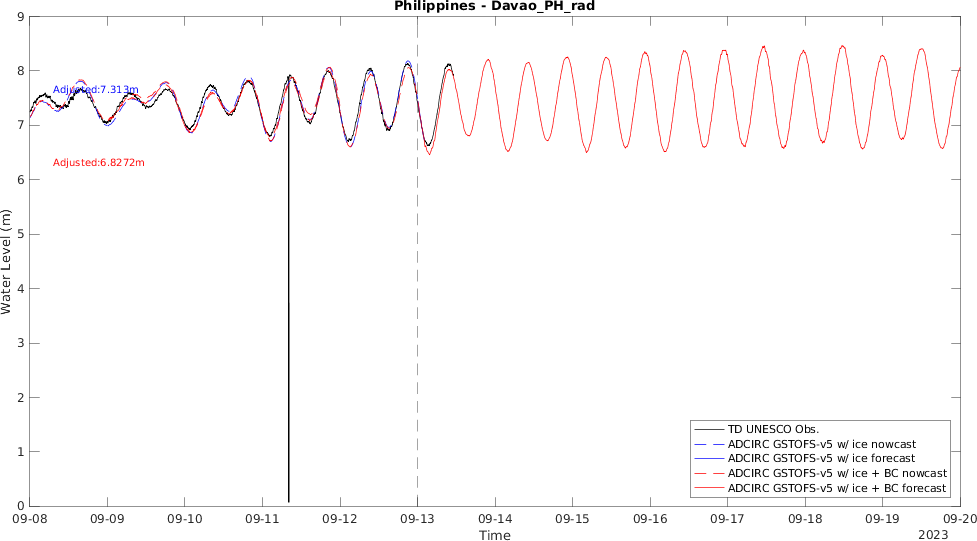 Philippines - Davao_PH_rad
9
8
7
6
5
4
3
2
1
0
Water Level (m)
Adjusted:7.313m
Adjusted:6.8272m
TD UNESCO Obs.
ADCIRC GSTOFS-v5 w/ ice nowcast
ADCIRC GSTOFS-v5 w/ ice forecast
ADCIRC GSTOFS-v5 w/ ice + BC nowcast
ADCIRC GSTOFS-v5 w/ ice + BC forecast
09-08 09-09 09-10 09-11 09-12 09-13 09-14 09-15 09-16 09-17 09-18 09-19 09-20
Time
2023